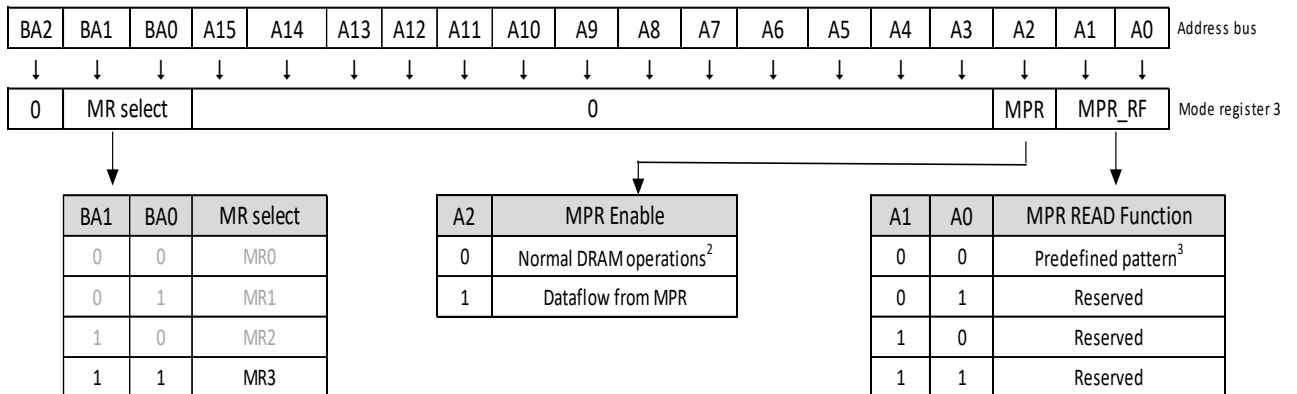 BA2 BA1 BA0 A15 A14 A13 A12 A11 A10 A9 A8 A7 A6 A5 A4 A3 A2 A1 A0 Address bus
0 MR select 0 MPR MPR_RF Mode register 3
BA1 BA0 MR select A2 MPR Enable A1 A0 MPR READ Function
0 0 MR0 0 Normal DRAM operations² 0 0 Predefined pattern³
0 1 MR1 1 Dataflow from MPR 0 1 Reserved
1 0 MR2 1 0 Reserved
1 1 MR3 1 1 Reserved